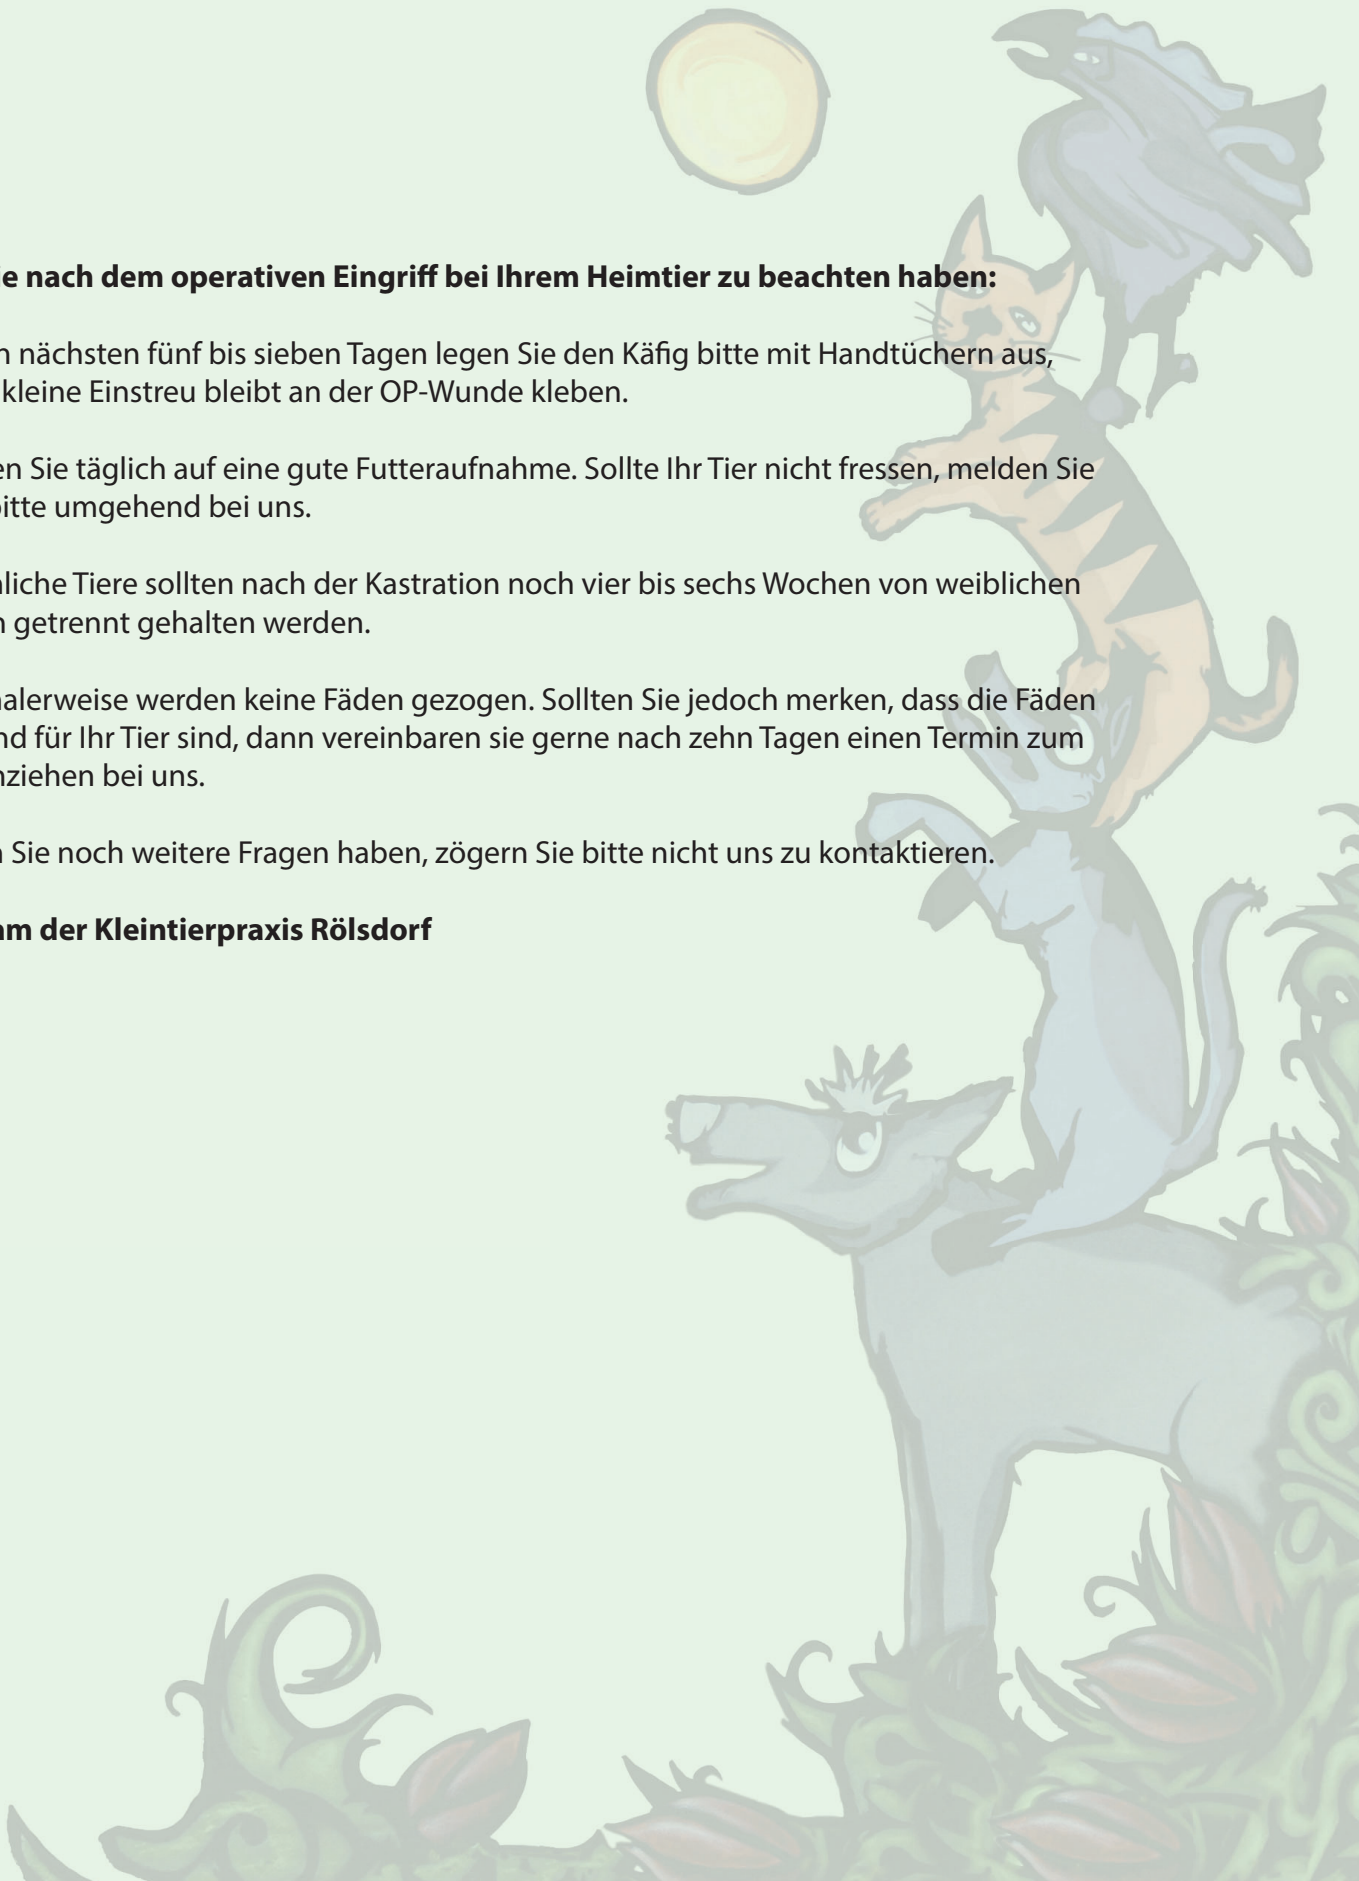 ie nach dem operativen Eingriff bei Ihrem Heimtier zu beachten haben:
n nächsten fünf bis sieben Tagen legen Sie den Käfig bitte mit Handtüchern aus,
kleine Einstreu bleibt an der OP-Wunde kleben.
en Sie täglich auf eine gute Futteraufnahme. Sollte Ihr Tier nicht fressen, melden Sie
bitte umgehend bei uns.
nliche Tiere sollten nach der Kastration noch vier bis sechs Wochen von weiblichen
n getrennt gehalten werden.
nalerweise werden keine Fäden gezogen. Sollten Sie jedoch merken, dass die Fäden
nd für Ihr Tier sind, dann vereinbaren sie gerne nach zehn Tagen einen Termin zum
nziehen bei uns.
n Sie noch weitere Fragen haben, zögern Sie bitte nicht uns zu kontaktieren.
am der Kleintierpraxis Rölsdorf